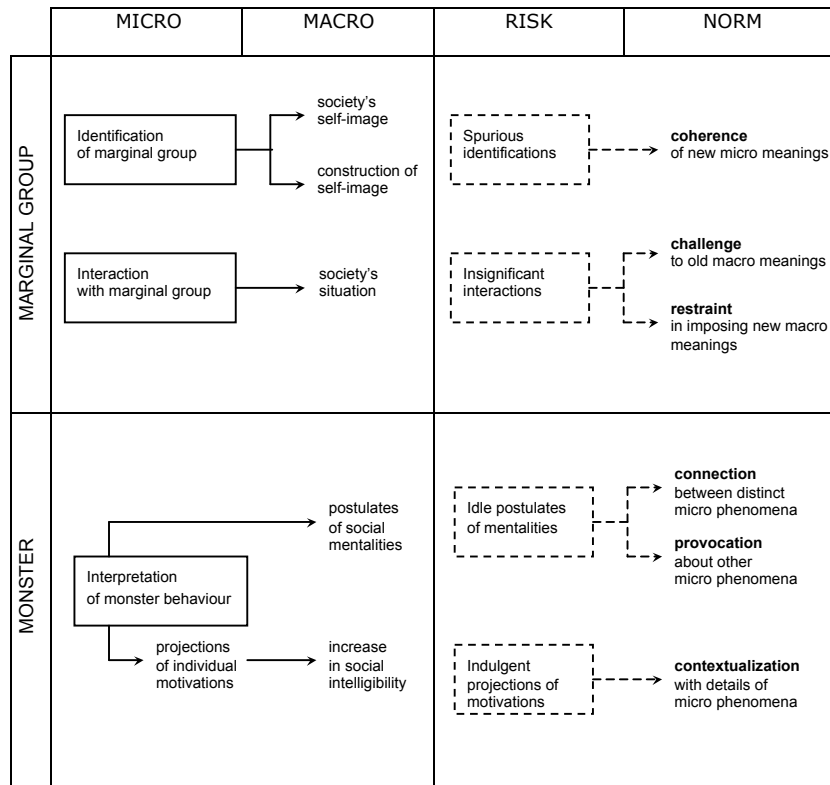 MICRO
MACRO
RISK
NORM
MARGINAL GROUP
Identification
of marginal group
society's
self-image
construction of
self-image
Spurious
identifications
coherence
of new micro meanings
Interaction
with marginal group
society's
situation
Insignificant
interactions
challenge
to old macro meanings
restraint
in imposing new macro
meanings
MONSTER
Interpretation
of monster behaviour
postulates
of social
mentalities
projections
of individual
motivations
increase
in social
intelligibility
Idle postulates
of mentalities
connection
between distinct
micro phenomena
provocation
about other
micro phenomena
Indulgent
projections of
motivations
contextualization
with details of
micro phenomena